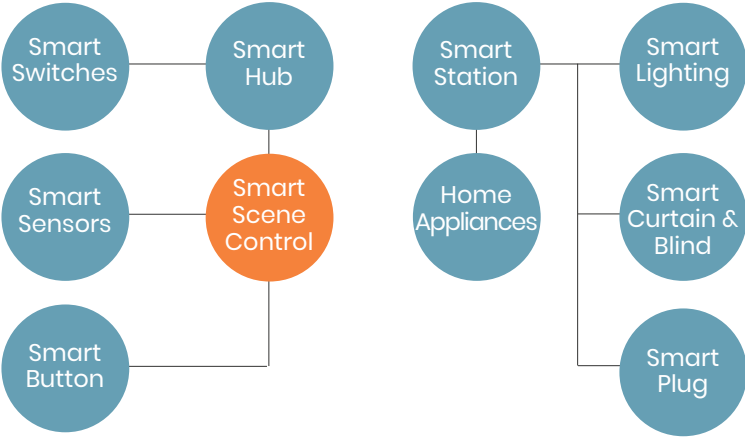 Smart
Switches
Smart
Hub
Smart
Station
Smart
Lighting
Smart
Sensors
Smart
Scene
Control
Home
Appliances
Smart
Curtain &
Blind
Smart
Button
Smart
Plug